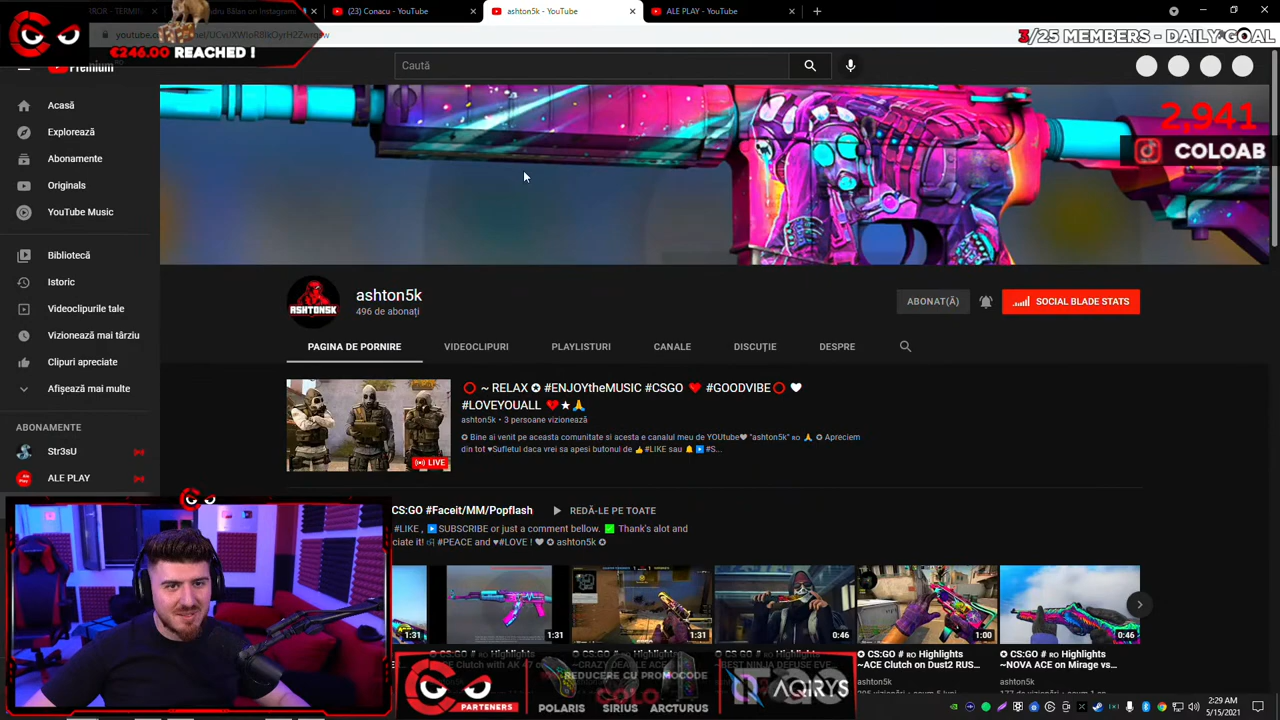 (23) Conacu - YouTube
ashton5k - YouTube
ALE PLAY - YouTube
€246.00 REACHED !
3/25 MEMBERS - DAILY GOAL
Premium
Caută
2,941
COLOAB
Acasă
Explorează
Abonamente
Originals
YouTube Music
Bibliotecă
Istoric
Videoclipurile tale
Vizionează mai târziu
Clipuri apreciate
Afișează mai multe
ABONAMENTE
Str3sU
ALE PLAY
ASHTON5K
ashton5k
496 de abonați
ABONAT(Ă)
SOCIAL BLADE STATS
PAGINA DE PORNIRE
VIDEOCLIPURI
PLAYLISTURI
CANALE
DISCUȚIE
DESPRE
⭕ ~ RELAX ✪ #ENJOYtheMUSIC #CSGO ❤ #GOODVIBE⭕ 🤍
#LOVEYOUALL 💔★🙏
ashton5k • 3 persoane vizionează
✪ Bine ai venit pe aceasta comunitate si acesta e canalul meu de YOUtube🤍 "ashton5k" ʀᴏ 🙏 ✪ Apreciem
din tot ♥Sufletul daca vrei sa apesi butonul de 👍#LIKE sau 🔔▶#S...
LIVE
CS:GO #Faceit/MM/Popflash
REDĂ-LE PE TOATE
#LIKE , ▶SUBSCRIBE or just a comment bellow. ✅ Thank's alot and
ciate it! #PEACE and ♥#LOVE ! 🤍 ✪ ashton5k ✪
1:31
1:31
1:31
0:46
1:00
0:46
✪ CS:GO # ʀᴏ Highlights
~ACE Clutch on Dust2 RUS...
ashton5k
✪ CS:GO # ʀᴏ Highlights
~NOVA ACE on Mirage vs...
ashton5k
REDUCERE CU PROMOCODE
COLO
PARTENERS
POLARIS
SIRIUS
ARCTURUS
AQIRYS
2:29 AM
5/15/2021